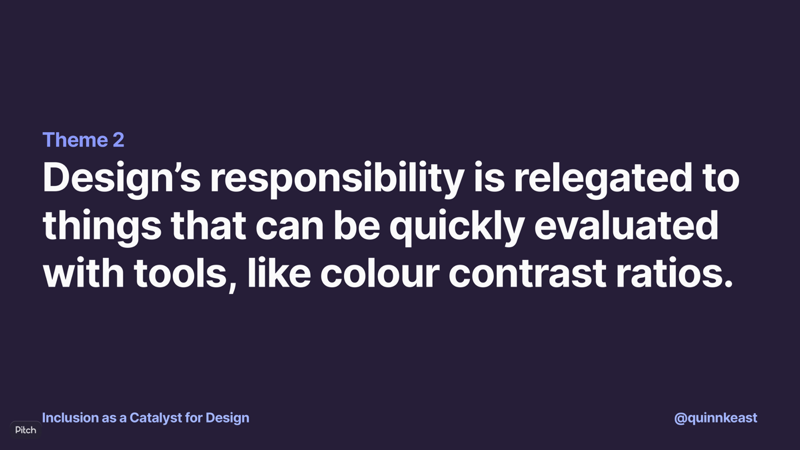 Theme 2
Design’s responsibility is relegated to
things that can be quickly evaluated
with tools, like colour contrast ratios.
Inclusion as a Catalyst for Design
@quinnkeast
Pitch